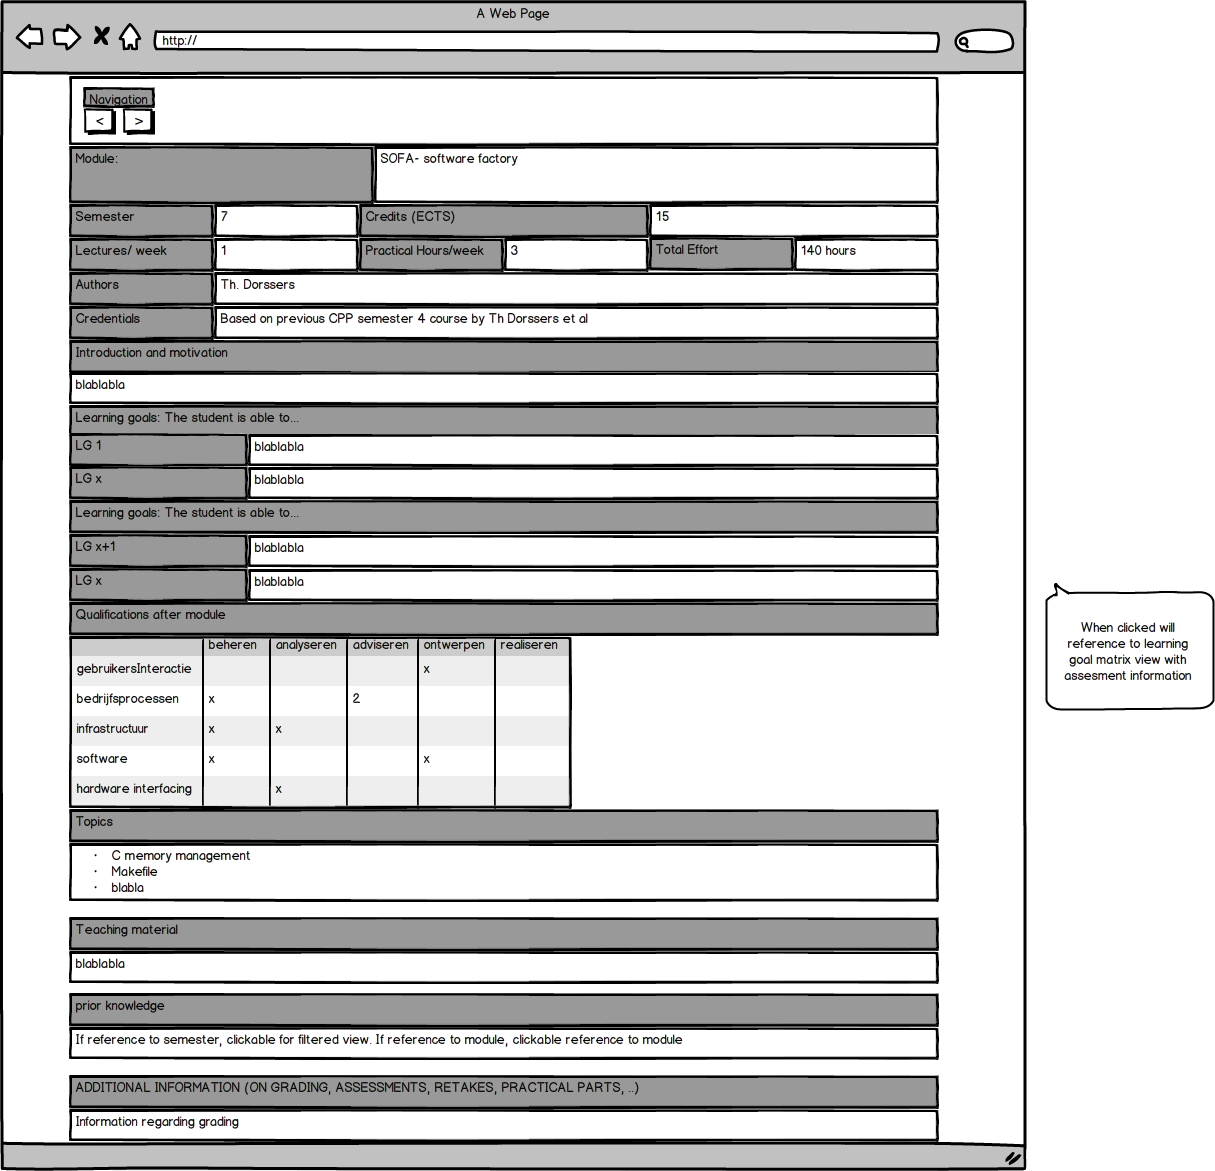 A Web Page
http://
Navigation
< >
Module: SOFA- software factory
Semester 7 Credits (ECTS) 15
Lectures/ week 1 Practical Hours/week 3 Total Effort 140 hours
Authors Th. Dorssers
Credentials Based on previous CPP semester 4 course by Th Dorssers et al
Introduction and motivation
blablabla
Learning goals: The student is able to...
LG 1 blablabla
LG x blablabla
Learning goals: The student is able to...
LG x+1 blablabla
LG x blablabla
Qualifications after module
beheren analyseren adviseren ontwerpen realiseren
gebruikersInteractie x
bedrijfsprocessen x 2
infrastructuur x x
software x x
hardware interfacing x
Topics
· C memory management
· Makefile
· blabla
Teaching material
blablabla
prior knowledge
If reference to semester, clickable for filtered view. If reference to module, clickable reference to module
ADDITIONAL INFORMATION (ON GRADING, ASSESSMENTS, RETAKES, PRACTICAL PARTS, ..)
Information regarding grading
When clicked will
reference to learning
goal matrix view with
assesment information